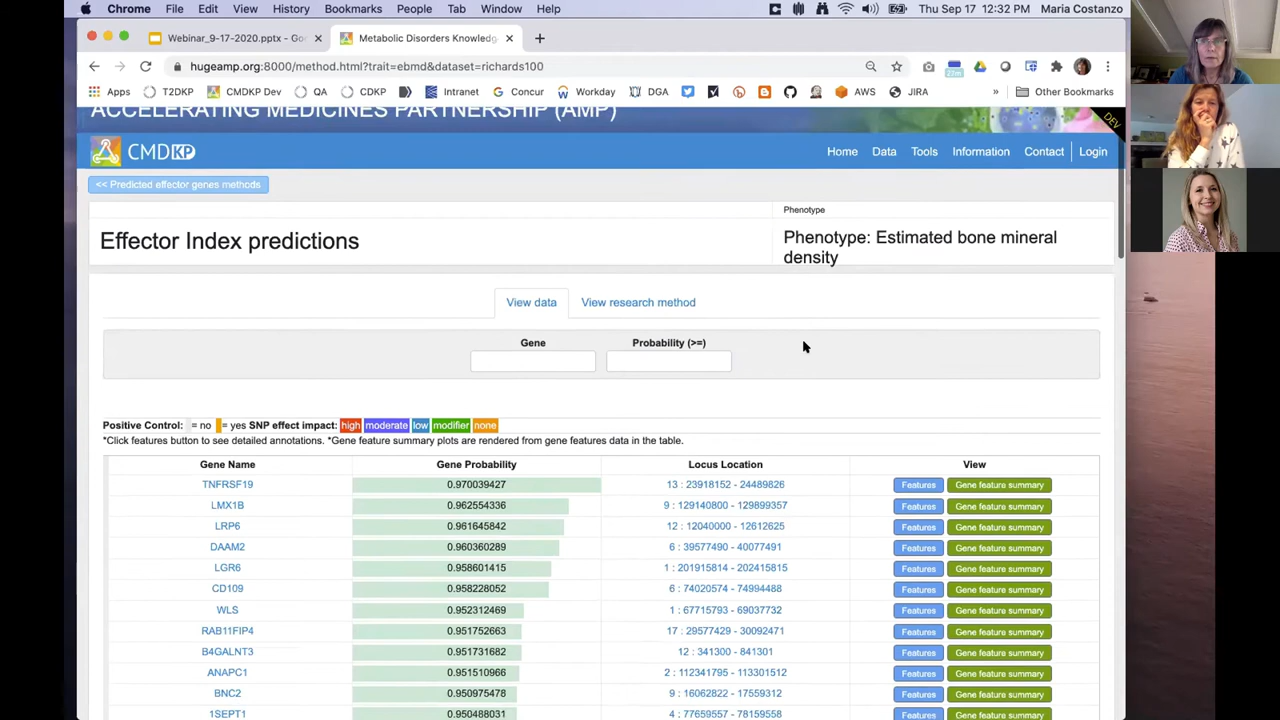 Chrome File Edit View History Bookmarks People Tab Window Help Thu Sep 17 12:32 PM Maria Costanzo
Webinar_9-17-2020.pptx - Go Metabolic Disorders Knowledg
hugeamp.org:8000/method.html?trait=ebmd&dataset=richards100
Apps T2DKP CMDKP Dev QA CDKP Intranet Concur Workday DGA AWS JIRA » Other Bookmarks
ACCELERATING MEDICINES PARTNERSHIP (AMP)
DEV
CMDKP Home Data Tools Information Contact Login
<< Predicted effector genes methods
Phenotype
Effector Index predictions
Phenotype: Estimated bone mineral
density
View data View research method
Gene Probability (>=)
Positive Control: = no = yes SNP effect impact: high moderate low modifier none
*Click features button to see detailed annotations. *Gene feature summary plots are rendered from gene features data in the table.
Gene Name Gene Probability Locus Location View
TNFRSF19 0.970039427 13 : 23918152 - 24489826 Features Gene feature summary
LMX1B 0.962554336 9 : 129140800 - 129899357 Features Gene feature summary
LRP6 0.961645842 12 : 12040000 - 12612625 Features Gene feature summary
DAAM2 0.960360289 6 : 39577490 - 40077491 Features Gene feature summary
LGR6 0.958601415 1 : 201915814 - 202415815 Features Gene feature summary
CD109 0.958228052 6 : 74020574 - 74994488 Features Gene feature summary
WLS 0.952312469 1 : 67715793 - 69037732 Features Gene feature summary
RAB11FIP4 0.951752663 17 : 29577429 - 30092471 Features Gene feature summary
B4GALNT3 0.951731682 12 : 341300 - 841301 Features Gene feature summary
ANAPC1 0.951510966 2 : 112341795 - 113301512 Features Gene feature summary
BNC2 0.950975478 9 : 16062822 - 17559312 Features Gene feature summary
1SEPT1 0.950488031 4 : 77659557 - 78159558 Features Gene feature summary